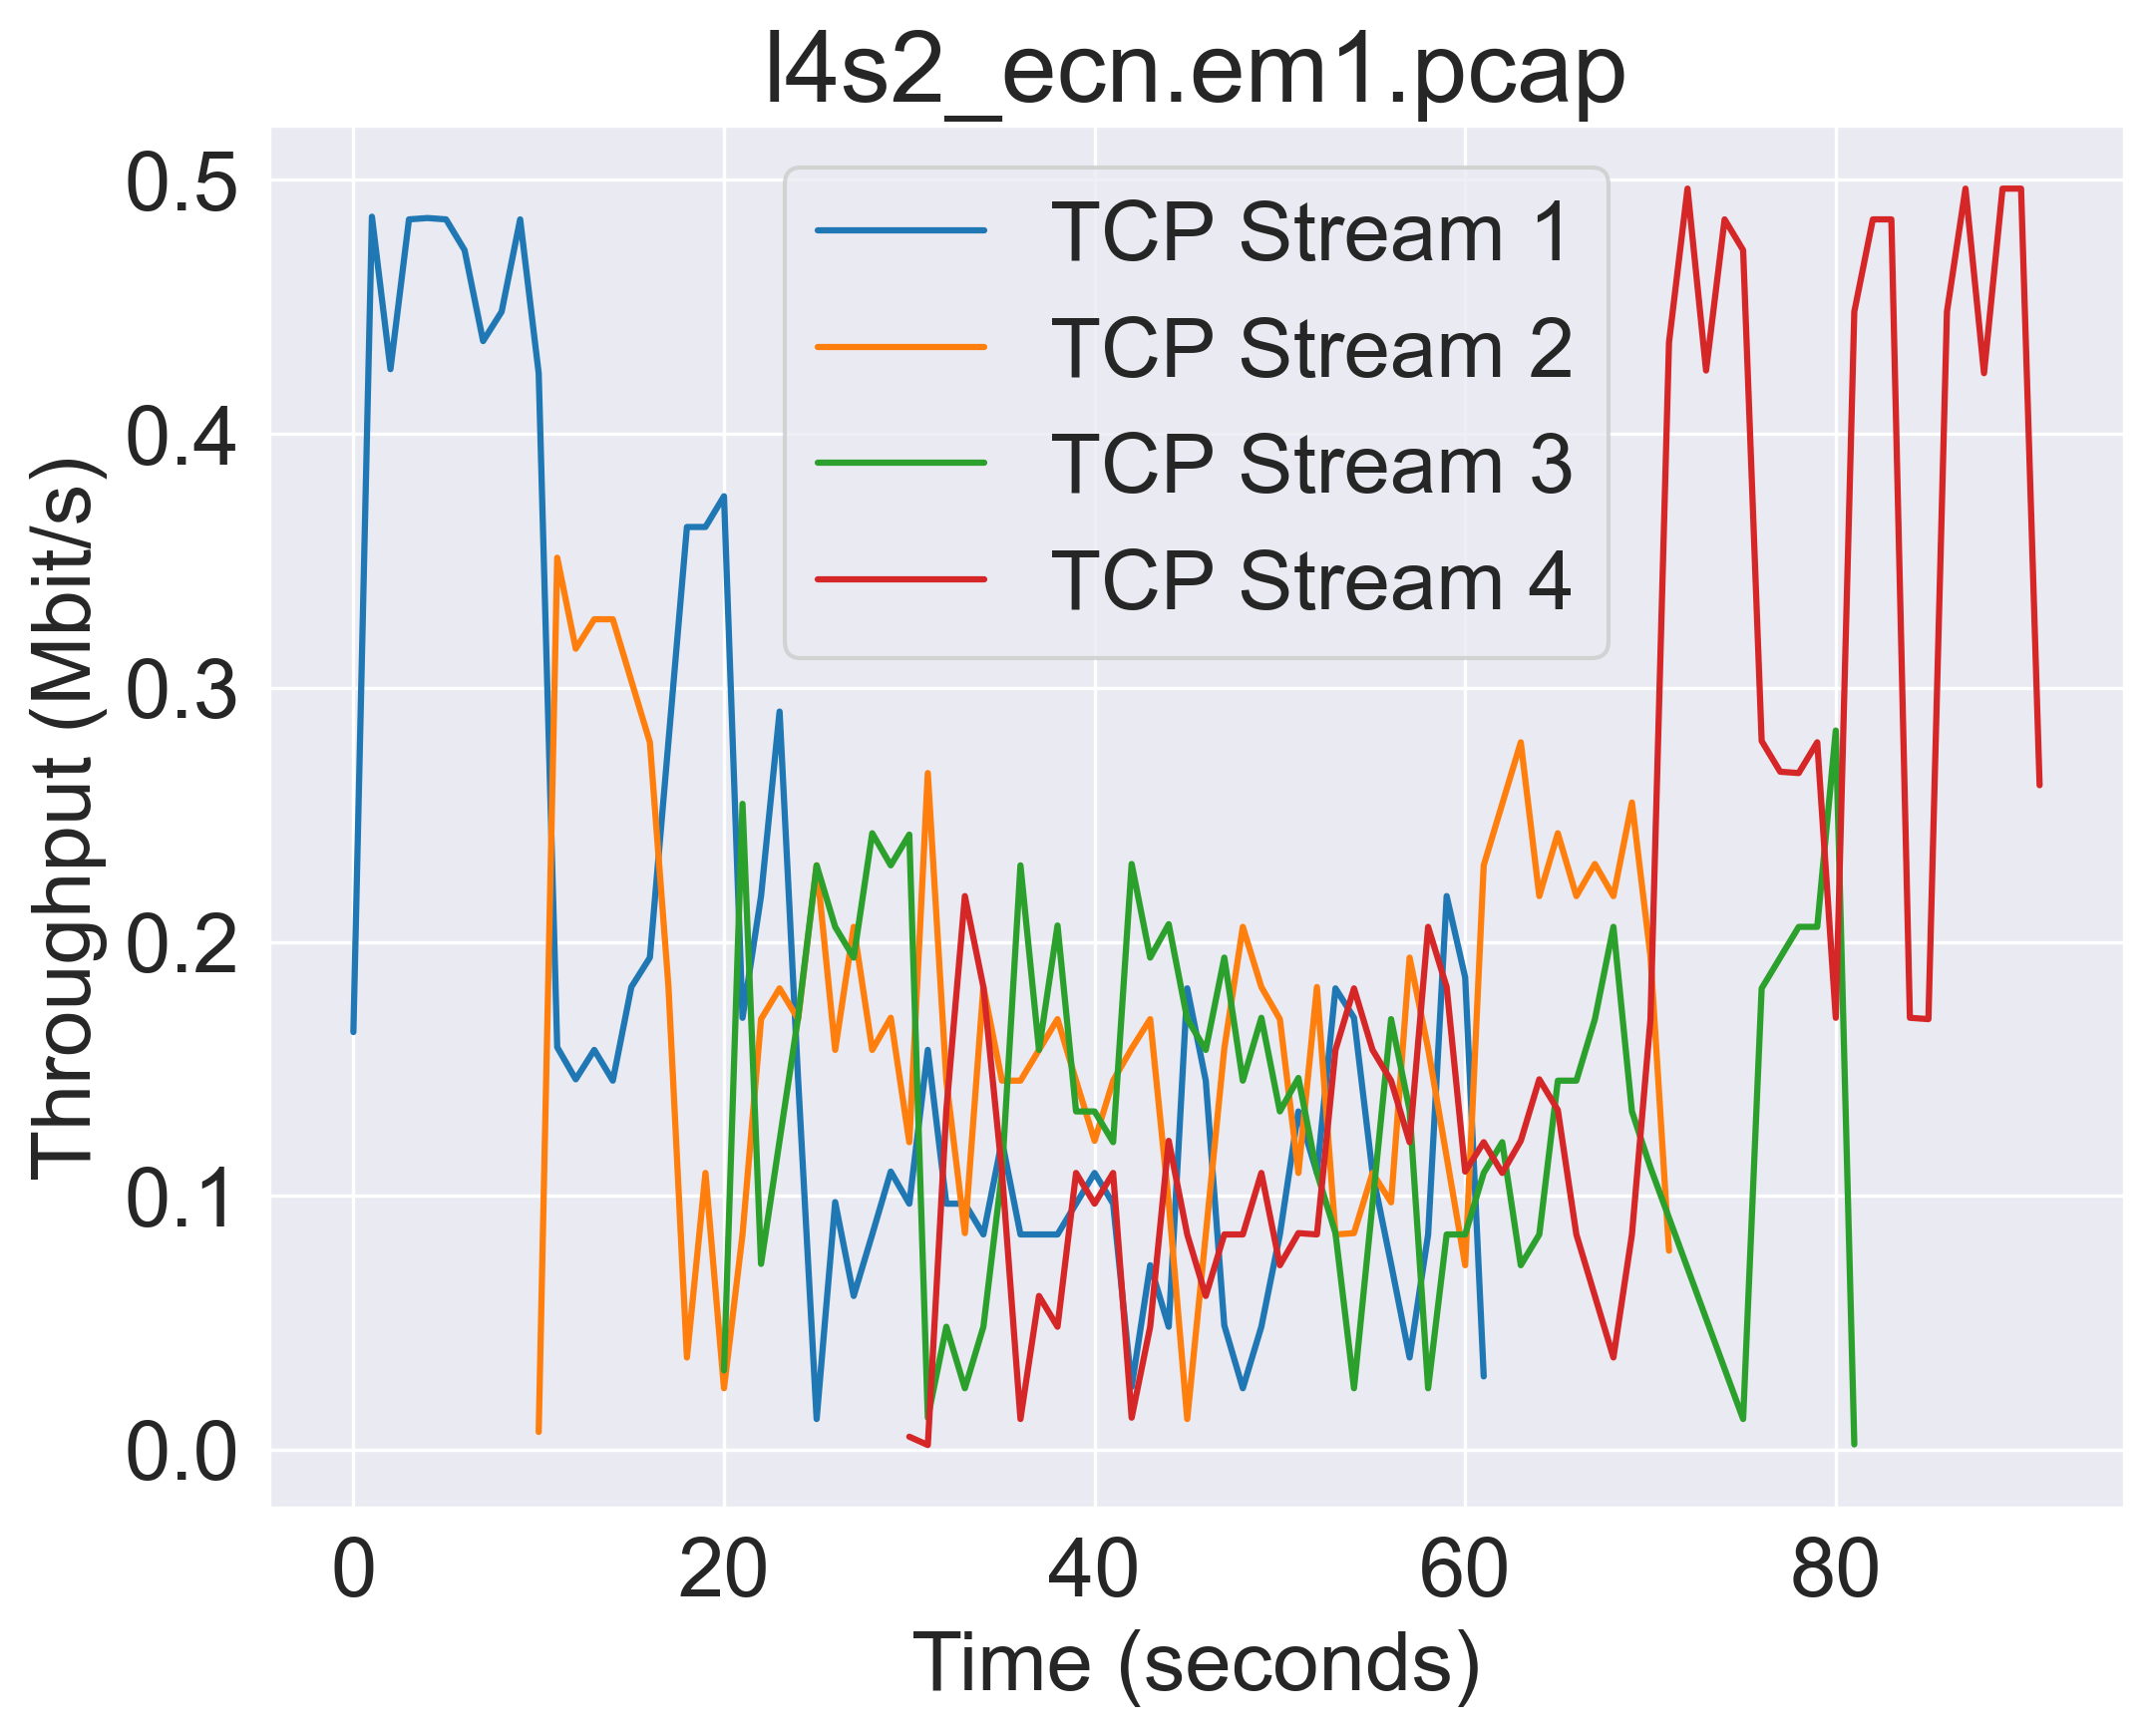 l4s2_ecn.em1.pcap
TCP Stream 1
TCP Stream 2
TCP Stream 3
TCP Stream 4
Throughput (Mbit/s)
0.5
0.4
0.3
0.2
0.1
0.0
0 20 40 60 80
Time (seconds)